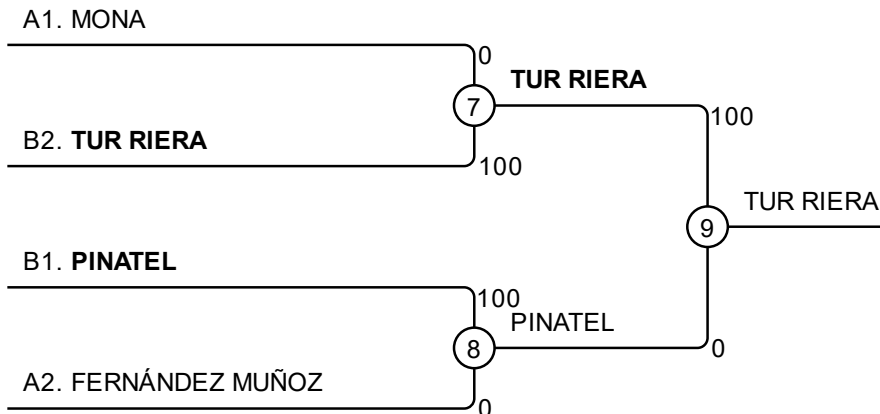 A1. MONA
0
7
TUR RIERA
100
B2. TUR RIERA
100
9
TUR RIERA
B1. PINATEL
100
8
PINATEL
0
A2. FERNÁNDEZ MUÑOZ
0